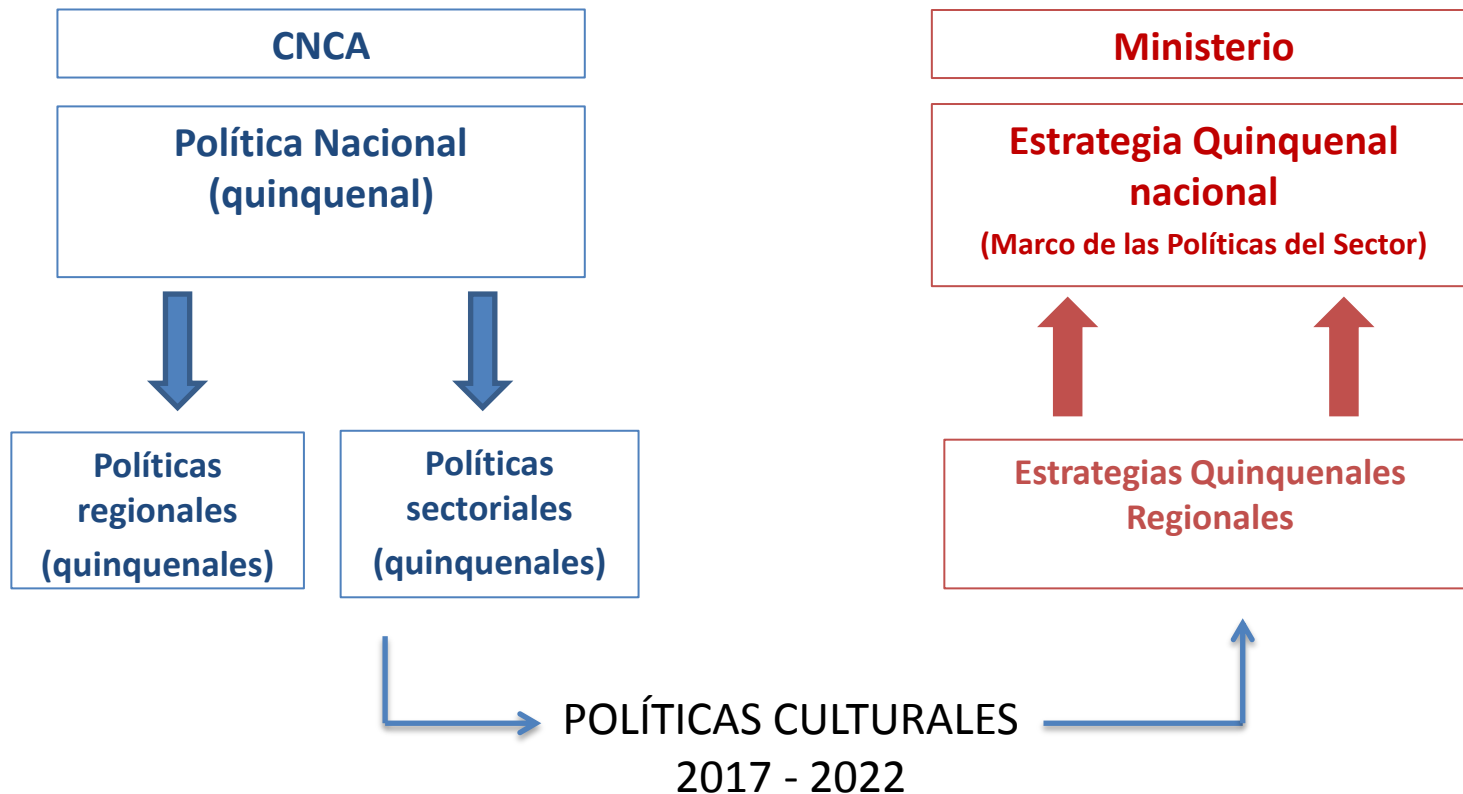 CNCA
Política Nacional
(quinquenal)
Políticas
regionales
(quinquenales)
Políticas
sectoriales
(quinquenales)
Ministerio
Estrategia Quinquenal
nacional
(Marco de las Políticas del Sector)
Estrategias Quinquenales
Regionales
POLÍTICAS CULTURALES
2017 - 2022